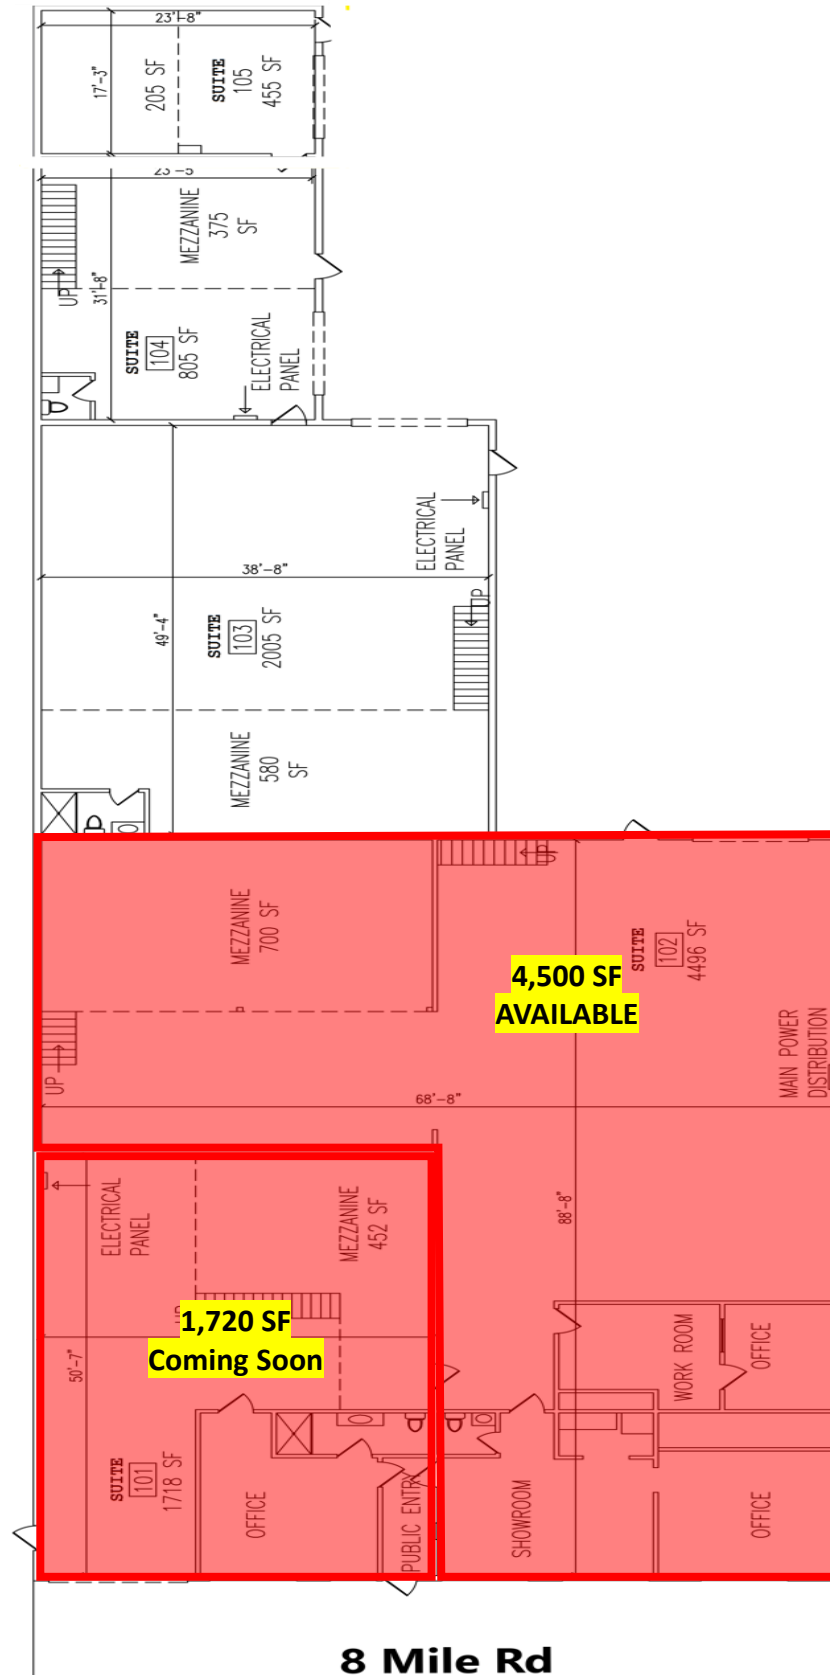 23'-8"
17'-3"
205 SF
SUITE
105
455 SF
23'-5
MEZZANINE
375
SF
UP
31'-8"
SUITE
104
805 SF
ELECTRICAL
PANEL
ELECTRICAL
PANEL
38'-8"
UP
49'-4"
SUITE
103
2005 SF
MEZZANINE
580
SF
UP
MEZZANINE
700 SF
SUITE
102
4496 SF
4,500 SF
AVAILABLE
MAIN POWER
DISTRIBUTION
UP
68'-8"
ELECTRICAL
PANEL
MEZZANINE
452 SF
88'-8"
1,720 SF
Coming Soon
50'-7"
WORK ROOM
OFFICE
SUITE
101
1718 SF
OFFICE
PUBLIC ENTRY
SHOWROOM
OFFICE
8 Mile Rd